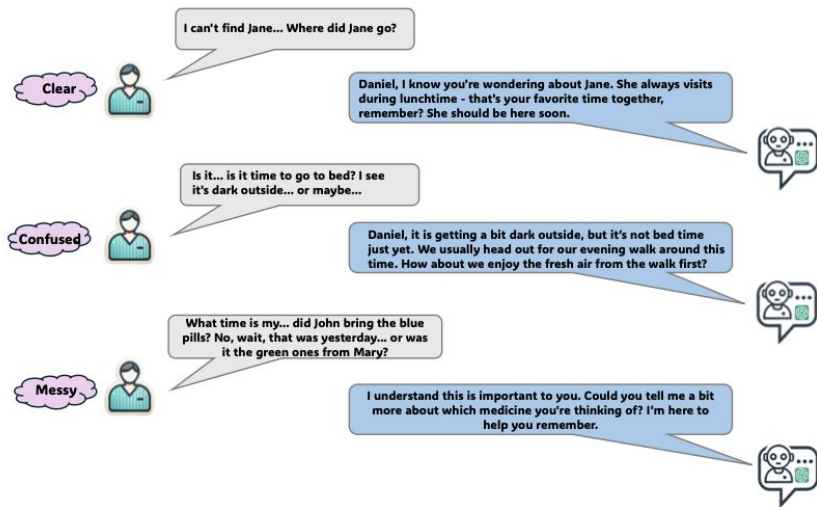 I can't find Jane... Where did Jane go?
Clear
Daniel, I know you're wondering about Jane. She always visits
during lunchtime - that's your favorite time together,
remember? She should be here soon.
Is it... is it time to go to bed? I see
it's dark outside... or maybe...
Confused
Daniel, it is getting a bit dark outside, but it's not bed time
just yet. We usually head out for our evening walk around this
time. How about we enjoy the fresh air from the walk first?
What time is my... did John bring the blue
pills? No, wait, that was yesterday... or was
it the green ones from Mary?
Messy
I understand this is important to you. Could you tell me a bit
more about which medicine you're thinking of? I'm here to
help you remember.